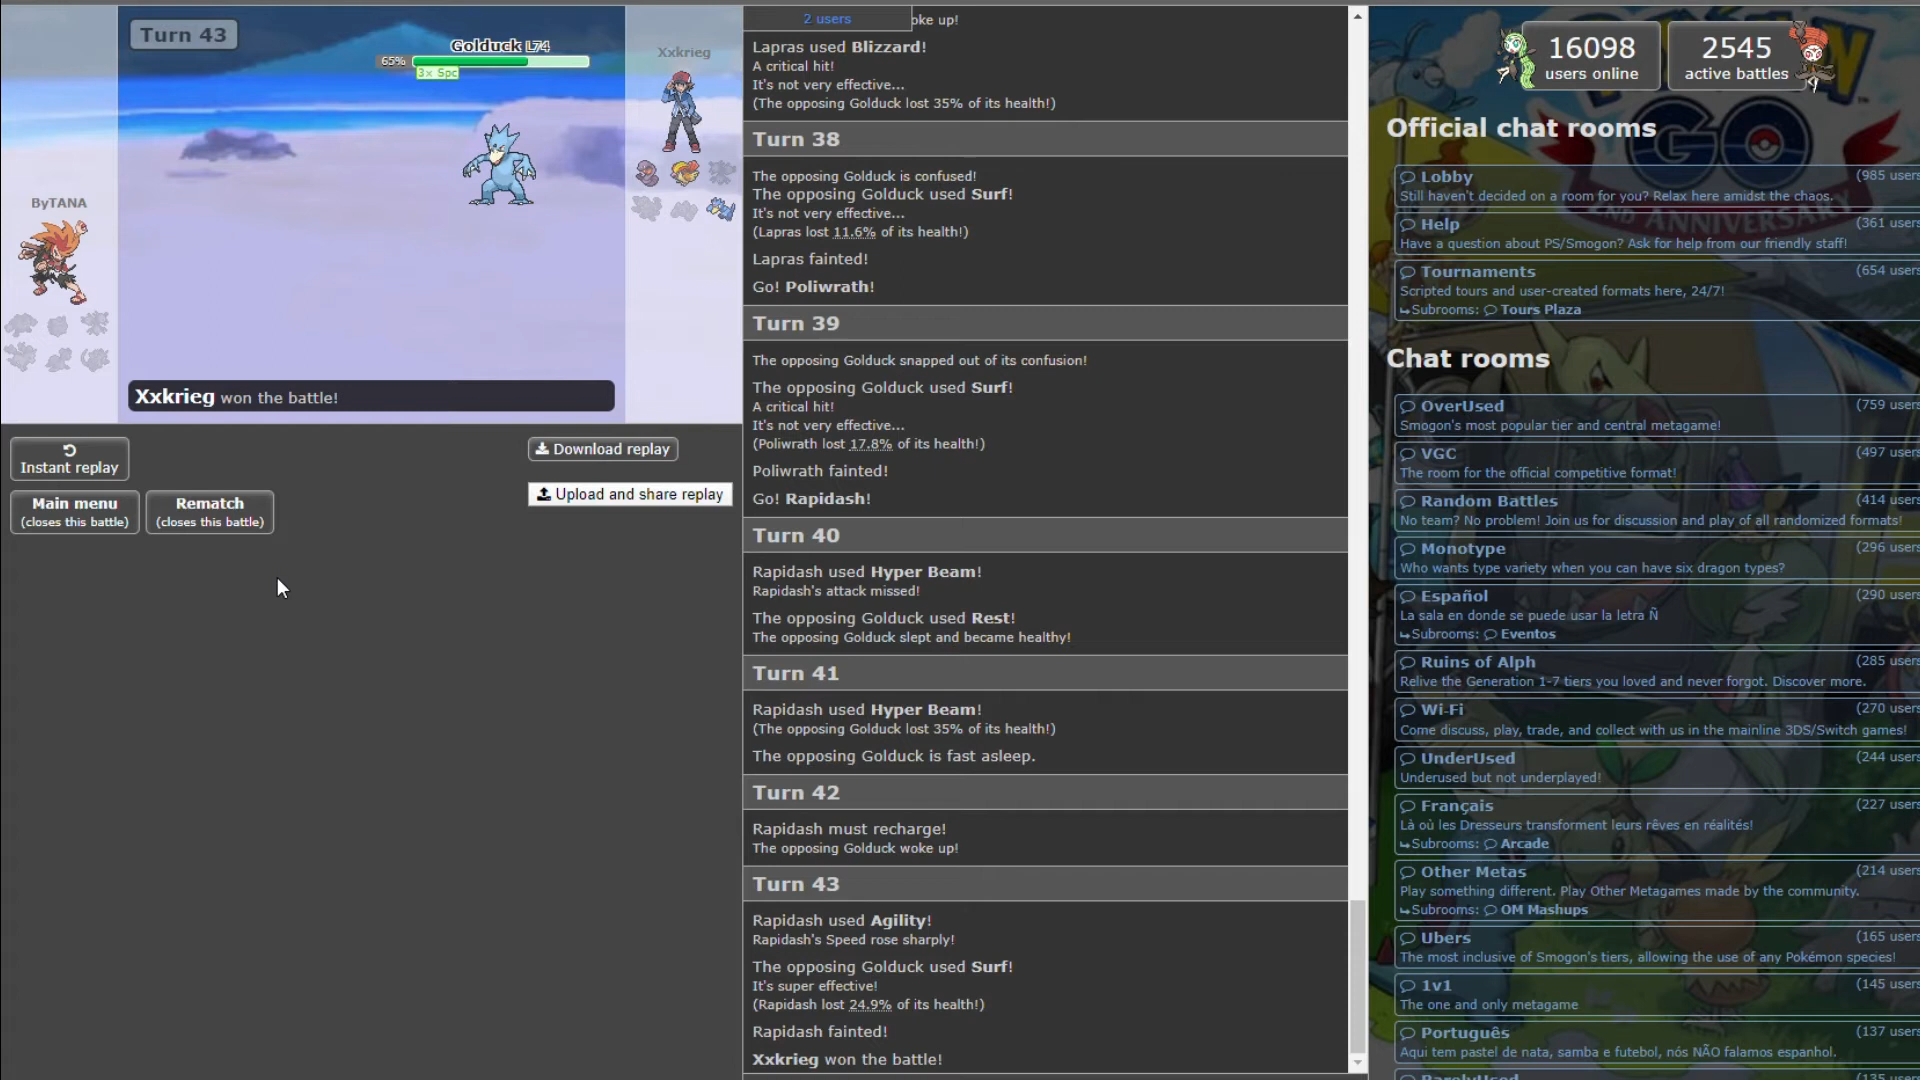 Turn 43
Golduck L74
65%
3× Spc
Xxkrieg
ByTANA
Xxkrieg won the battle!
Instant replay
Download replay
Upload and share replay
Main menu
(closes this battle)
Rematch
(closes this battle)
2 users
oke up!
Lapras used Blizzard!
A critical hit!
It's not very effective...
(The opposing Golduck lost 35% of its health!)
Turn 38
The opposing Golduck is confused!
The opposing Golduck used Surf!
It's not very effective...
(Lapras lost 11.6% of its health!)
Lapras fainted!
Go! Poliwrath!
Turn 39
The opposing Golduck snapped out of its confusion!
The opposing Golduck used Surf!
A critical hit!
It's not very effective...
(Poliwrath lost 17.8% of its health!)
Poliwrath fainted!
Go! Rapidash!
Turn 40
Rapidash used Hyper Beam!
Rapidash's attack missed!
The opposing Golduck used Rest!
The opposing Golduck slept and became healthy!
Turn 41
Rapidash used Hyper Beam!
(The opposing Golduck lost 35% of its health!)
The opposing Golduck is fast asleep.
Turn 42
Rapidash must recharge!
The opposing Golduck woke up!
Turn 43
Rapidash used Agility!
Rapidash's Speed rose sharply!
The opposing Golduck used Surf!
It's super effective!
(Rapidash lost 24.9% of its health!)
Rapidash fainted!
Xxkrieg won the battle!
16098
users online
2545
active battles
Official chat rooms
Lobby (985 users
Still haven't decided on a room for you? Relax here amidst the chaos.
Help (361 users
Have a question about PS/Smogon? Ask for help from our friendly staff!
Tournaments (654 users
Scripted tours and user-created formats here, 24/7!
Subrooms: Tours Plaza
Chat rooms
OverUsed (759 users
Smogon's most popular tier and central metagame!
VGC (497 users
The room for the official competitive format!
Random Battles (414 users
No team? No problem! Join us for discussion and play of all randomized formats!
Monotype (296 users
Who wants type variety when you can have six dragon types?
Español (290 users
La sala en donde se puede usar la letra Ñ
Subrooms: Eventos
Ruins of Alph (285 users
Relive the Generation 1-7 tiers you loved and never forgot. Discover more.
Wi-Fi (270 users
Come discuss, play, trade, and collect with us in the mainline 3DS/Switch games!
UnderUsed (244 users
Underused but not underplayed!
Français (227 users
Là où les Dresseurs transforment leurs rêves en réalités!
Subrooms: Arcade
Other Metas (214 users
Play something different. Play Other Metagames made by the community.
Subrooms: OM Mashups
Ubers (165 users
The most inclusive of Smogon's tiers, allowing the use of any Pokémon species!
1v1 (145 users
The one and only metagame
Português (137 users
Aqui tem pastel de nata, samba e futebol, nós NÃO falamos espanhol.
RarelyUsed (135 users